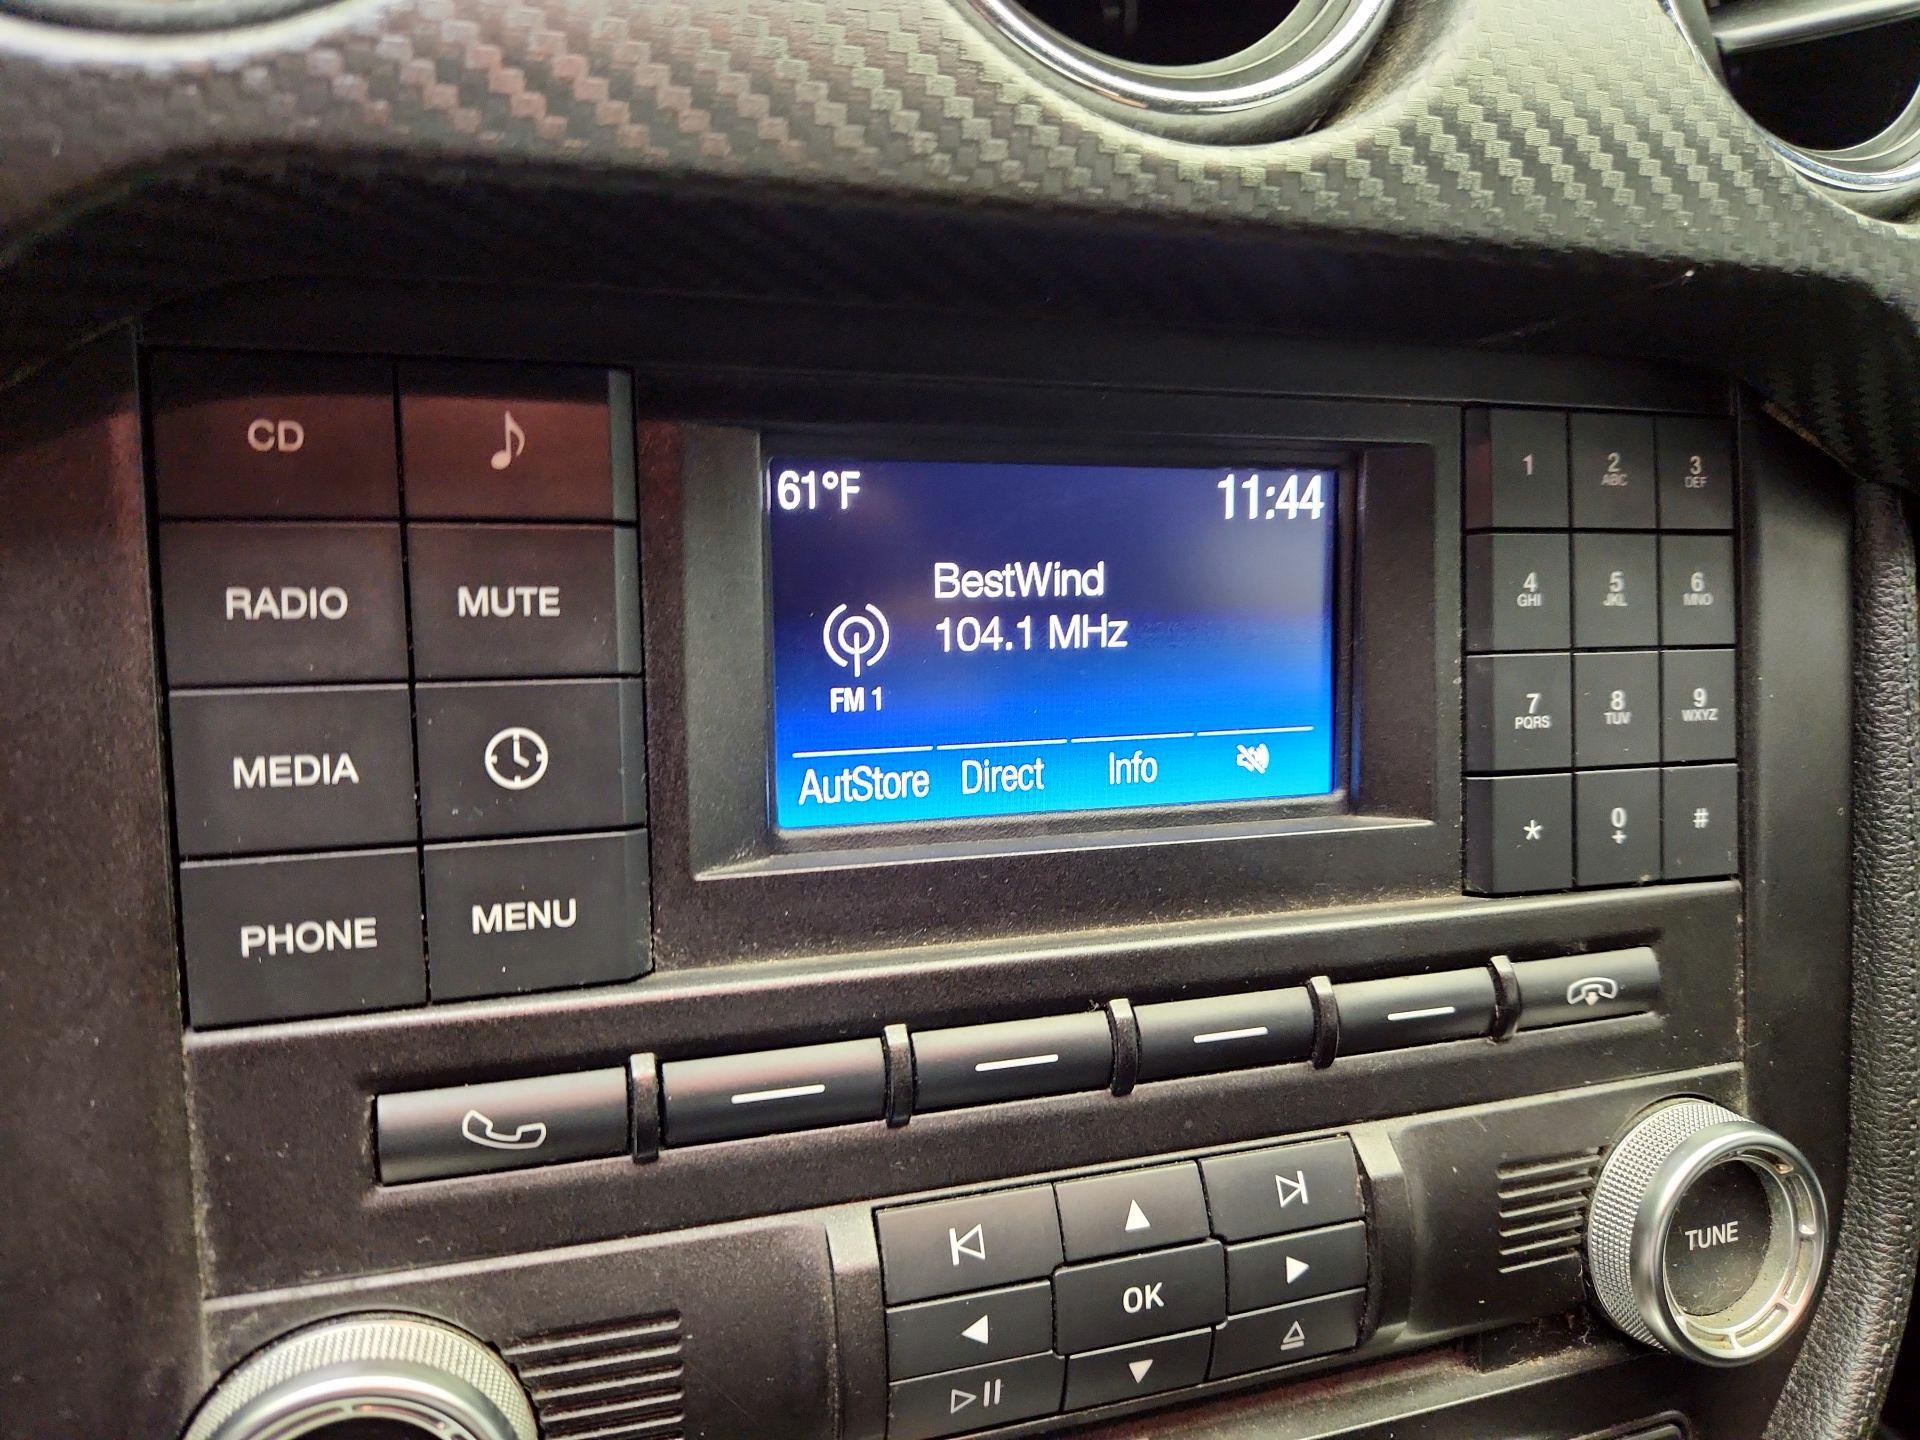 CD
RADIO
MUTE
MEDIA
PHONE
MENU
61°F
11:44
BestWind
104.1 MHz
FM 1
AutStore Direct Info
1
2
ABC
3
DEF
4
GHI
5
JKL
6
MNO
7
PQRS
8
TUV
9
WXYZ
*
0
+
#
OK
TUNE